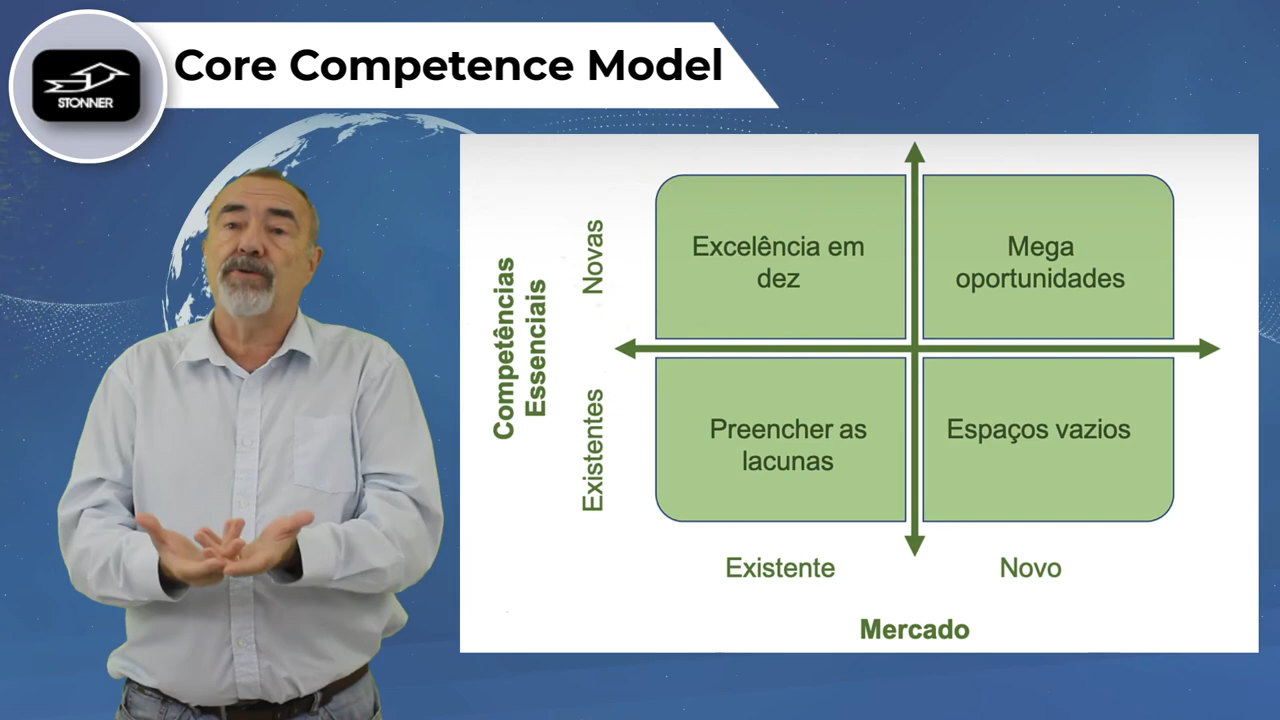 Core Competence Model
STONNER
Competências
Essenciais
Novas
Existentes
Excelência em
dez
Mega
oportunidades
Preencher as
lacunas
Espaços vazios
Existente
Novo
Mercado